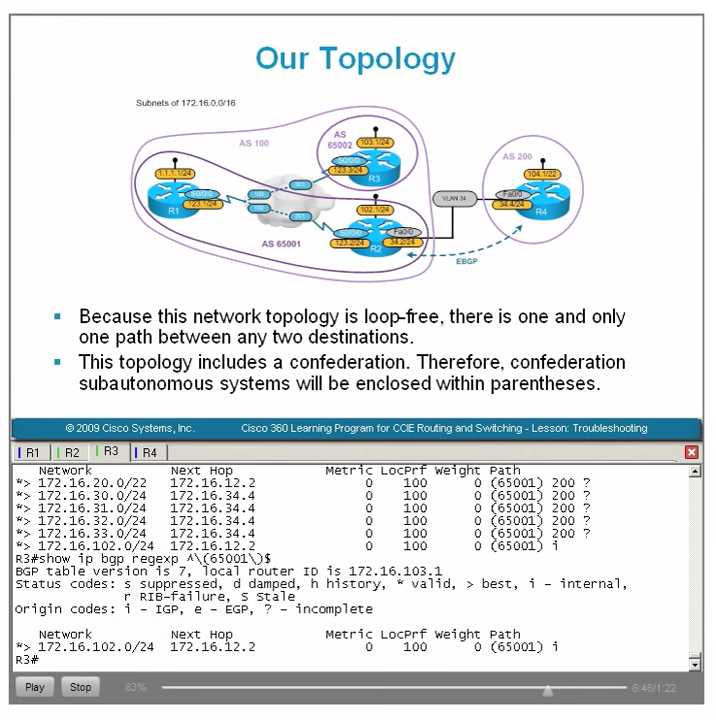 Our Topology
Subnets of 172.16.0.0/16
AS 100
AS
65002
103.1/24
S0/0/0
123.3/24
R3
301
AS 200
104.1/22
Fa0/0
34.4/24
R4
1.1.1.1/24
S0/0/0
123.1/24
R1
102.1/24
201
VLAN 34
S0/0/0
123.2/24
R2
Fa0/0
34.2/24
AS 65001
EBGP
Because this network topology is loop-free, there is one and only
one path between any two destinations.
This topology includes a confederation. Therefore, confederation
subautonomous systems will be enclosed within parentheses.
© 2009 Cisco Systems, Inc. Cisco 360 Learning Program for CCIE Routing and Switching - Lesson: Troubleshooting
R1 R2 R3 R4
Network Next Hop Metric LocPrf Weight Path
*> 172.16.20.0/22 172.16.12.2 0 100 0 (65001) 200 ?
*> 172.16.30.0/24 172.16.34.4 0 100 0 (65001) 200 ?
*> 172.16.31.0/24 172.16.34.4 0 100 0 (65001) 200 ?
*> 172.16.32.0/24 172.16.34.4 0 100 0 (65001) 200 ?
*> 172.16.33.0/24 172.16.34.4 0 100 0 (65001) 200 ?
*> 172.16.102.0/24 172.16.12.2 0 100 0 (65001) i
R3#show ip bgp regexp ^\(65001\)$
BGP table version is 7, local router ID is 172.16.103.1
Status codes: s suppressed, d damped, h history, * valid, > best, i - internal,
r RIB-failure, S Stale
Origin codes: i - IGP, e - EGP, ? - incomplete
Network Next Hop Metric LocPrf Weight Path
*> 172.16.102.0/24 172.16.12.2 0 100 0 (65001) i
R3#
Play Stop 83% 6:46/1:22